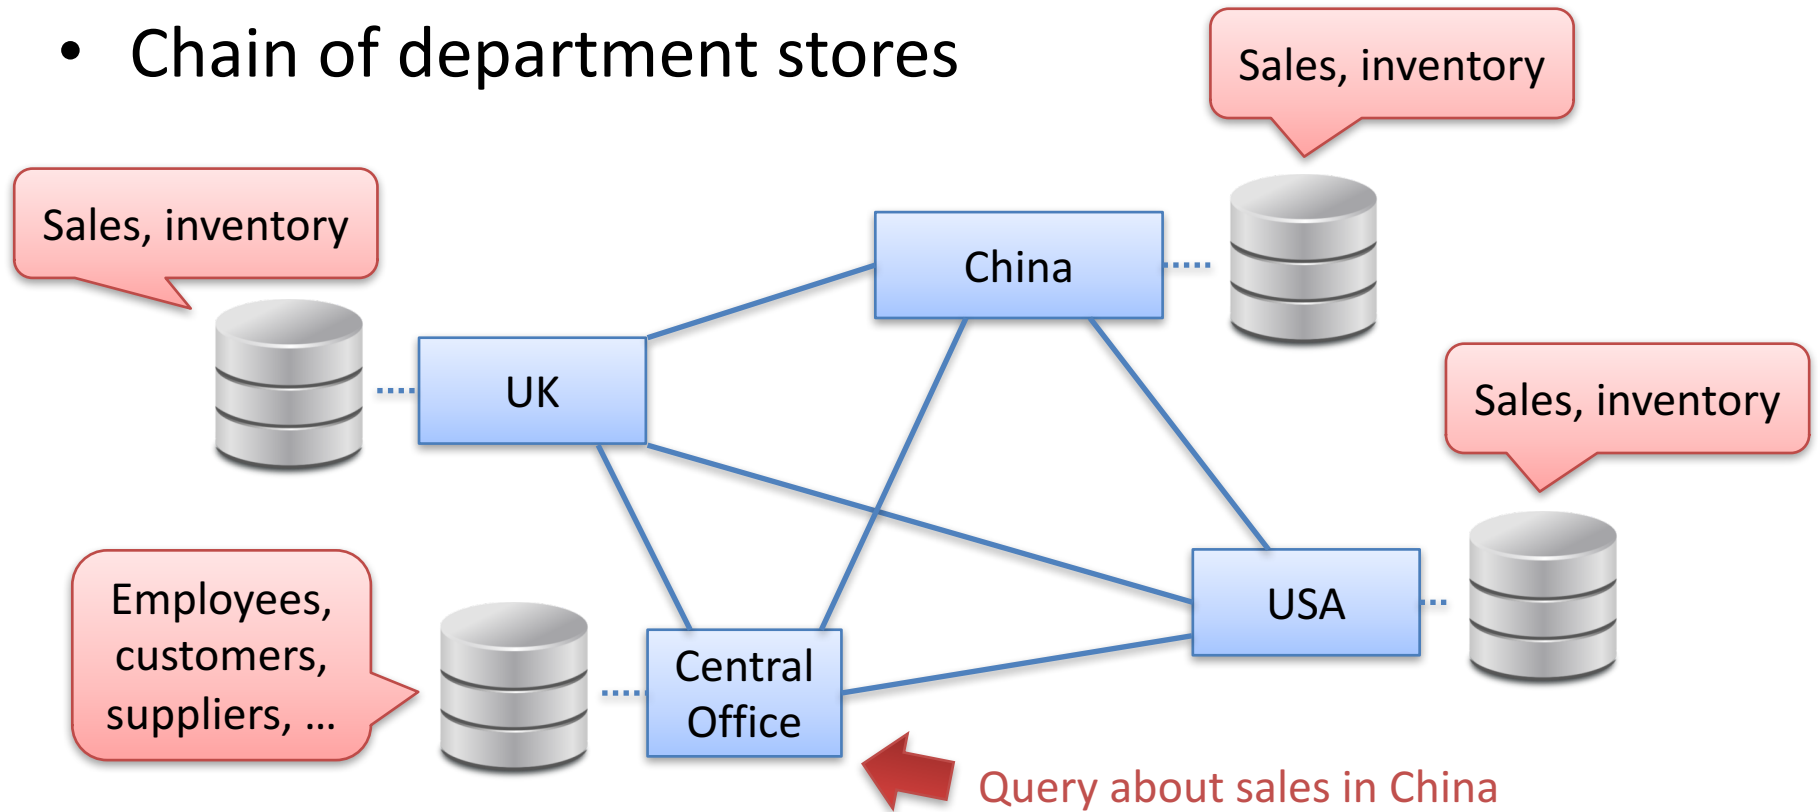 • Chain of department stores
Sales, inventory
Sales, inventory
China
UK
Sales, inventory
Employees,
customers,
suppliers, ...
Central
Office
USA
Query about sales in China